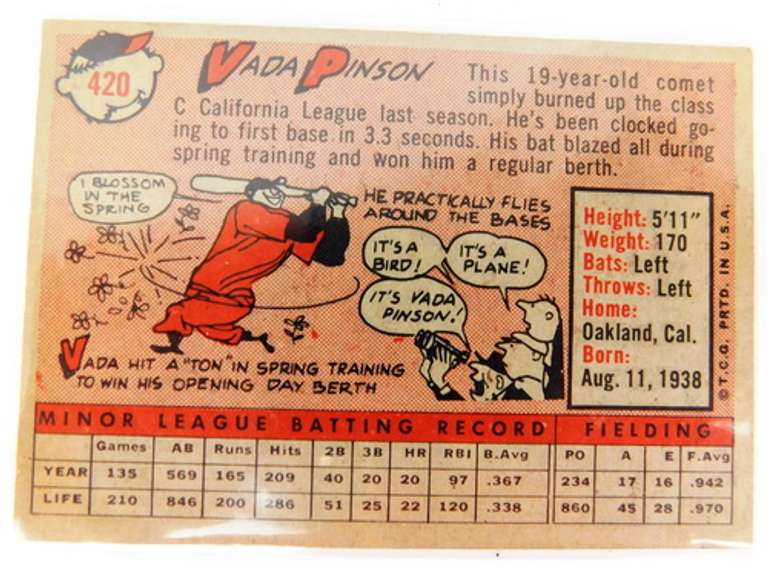 420
VADA PINSON
This 19-year-old comet
simply burned up the class
C California League last season. He's been clocked go-
ing to first base in 3.3 seconds. His bat blazed all during
spring training and won him a regular berth.
I BLOSSOM
IN THE
SPRING
HE PRACTICALLY FLIES
AROUND THE BASES
IT'S A
BIRD!
IT'S A
PLANE!
IT'S VADA
PINSON!
VADA HIT A "TON" IN SPRING TRAINING
TO WIN HIS OPENING DAY BERTH
Height: 5'11"
Weight: 170
Bats: Left
Throws: Left
Home:
Oakland, Cal.
Born:
Aug. 11, 1938
©T.C.G. PRTD. IN U.S.A.
MINOR LEAGUE BATTING RECORD FIELDING
Games AB Runs Hits 2B 3B HR RBI B.Avg PO A E F.Avg
YEAR 135 569 165 209 40 20 20 97 .367 234 17 16 .942
LIFE 210 846 200 286 51 25 22 120 .338 860 45 28 .970